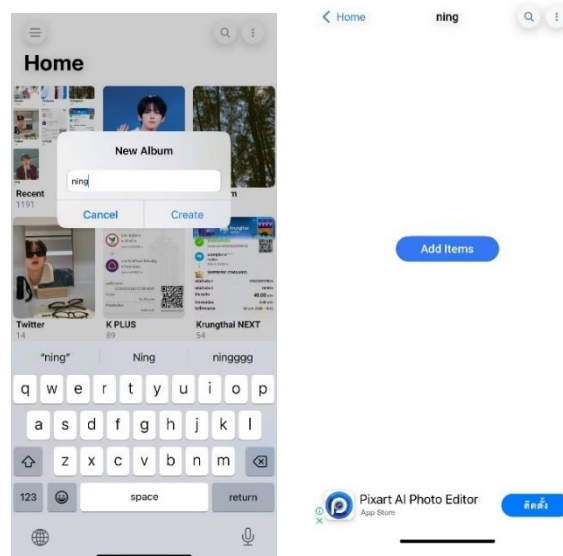 Home
New Album
ning
Cancel
Create
Recent
1191
m
Twitter
14
K PLUS
89
Krungthai NEXT
54
"ning"
Ning
ningggg
q w e r t y u i o p
a s d f g h j k l
z x c v b n m
123
space
return
Home
ning
Add Items
Pixart AI Photo Editor
App Store
ติดตั้ง